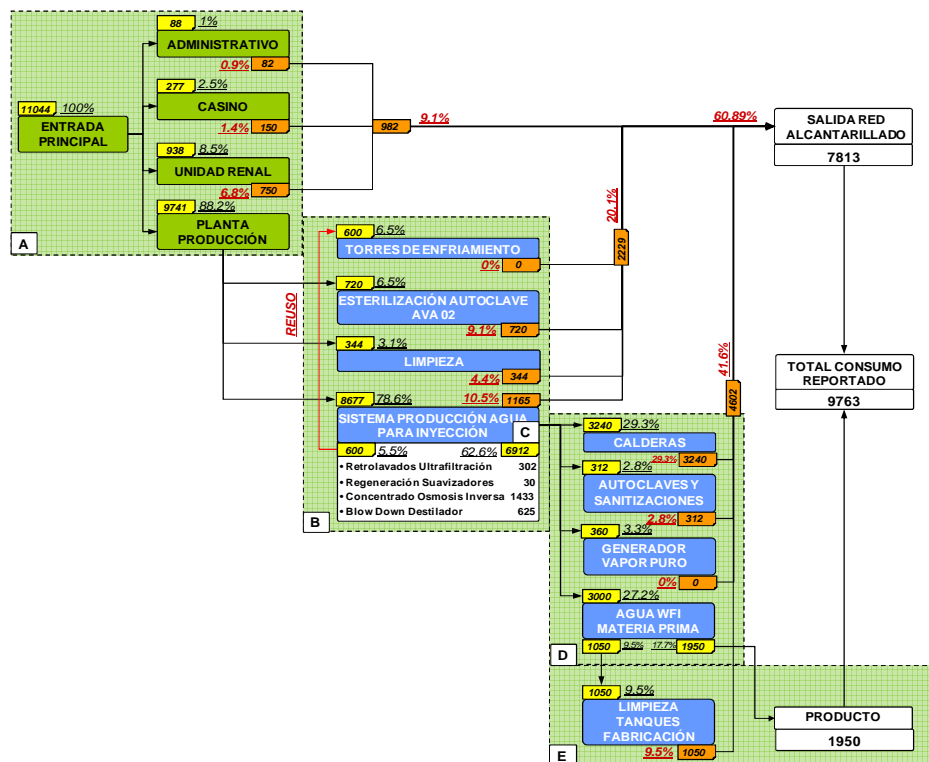 88 1%
ADMINISTRATIVO
0.9% 82
277 2.5%
CASINO
1.4% 150
11044 100%
ENTRADA
PRINCIPAL
938 8.5%
UNIDAD RENAL
6.8% 750
9741 88.2%
PLANTA
PRODUCCIÓN
A
982 9.1%
60.89%
SALIDA RED
ALCANTARILLADO
7813
REUSO
600 6.5%
TORRES DE ENFRIAMIENTO
0% 0
720 6.5%
ESTERILIZACIÓN AUTOCLAVE
AVA 02
9.1% 720
344 3.1%
LIMPIEZA
4.4% 344
8677 78.6%
10.5% 1165
SISTEMA PRODUCCIÓN AGUA
PARA INYECCIÓN
C
600 5.5% 62.6% 6912
• Retrolavados Ultrafiltración 302
• Regeneración Suavizadores 30
• Concentrado Osmosis Inversa 1433
• Blow Down Destilador 625
B
20.1%
2229
41.6%
4602
TOTAL CONSUMO
REPORTADO
9763
3240 29.3%
CALDERAS
29.3% 3240
312 2.8%
AUTOCLAVES Y
SANITIZACIONES
2.8% 312
360 3.3%
GENERADOR
VAPOR PURO
0% 0
3000 27.2%
AGUA WFI
MATERIA PRIMA
1050 9.5% 17.7% 1950
D
1050 9.5%
LIMPIEZA
TANQUES
FABRICACIÓN
9.5% 1050
E
PRODUCTO
1950